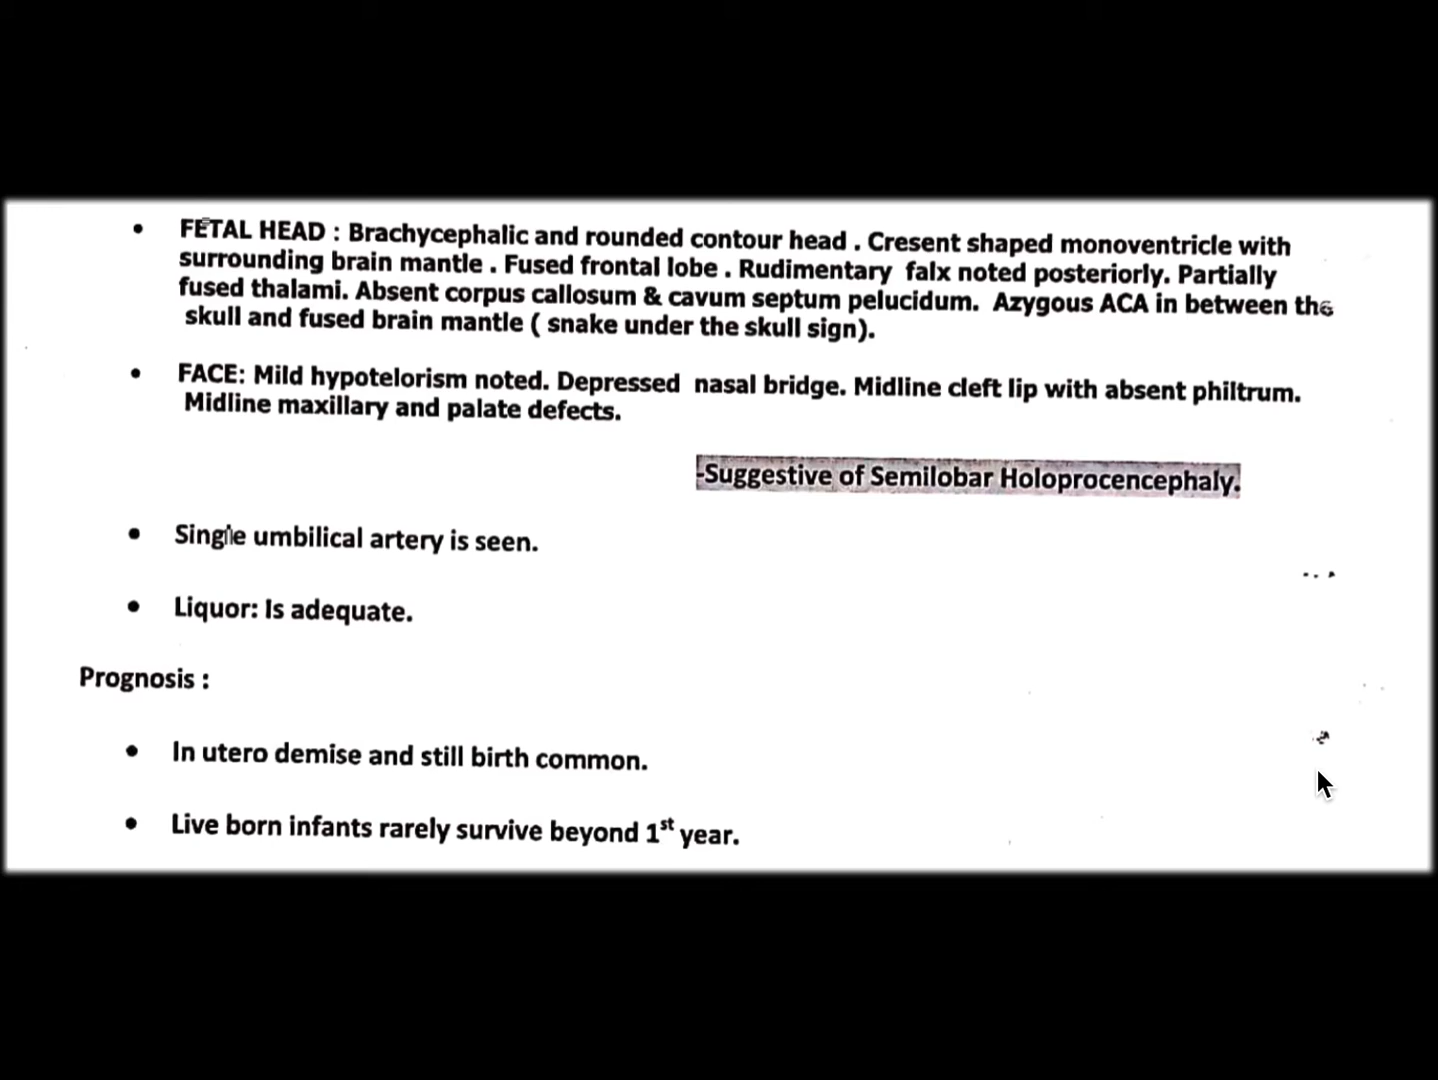 • FETAL HEAD : Brachycephalic and rounded contour head . Cresent shaped monoventricle with
surrounding brain mantle . Fused frontal lobe . Rudimentary falx noted posteriorly. Partially
fused thalami. Absent corpus callosum & cavum septum pelucidum. Azygous ACA in between the
skull and fused brain mantle ( snake under the skull sign).
• FACE: Mild hypotelorism noted. Depressed nasal bridge. Midline cleft lip with absent philtrum.
Midline maxillary and palate defects.
-Suggestive of Semilobar Holoprocencephaly.
• Single umbilical artery is seen.
• Liquor: Is adequate.
Prognosis :
• In utero demise and still birth common.
• Live born infants rarely survive beyond 1st year.